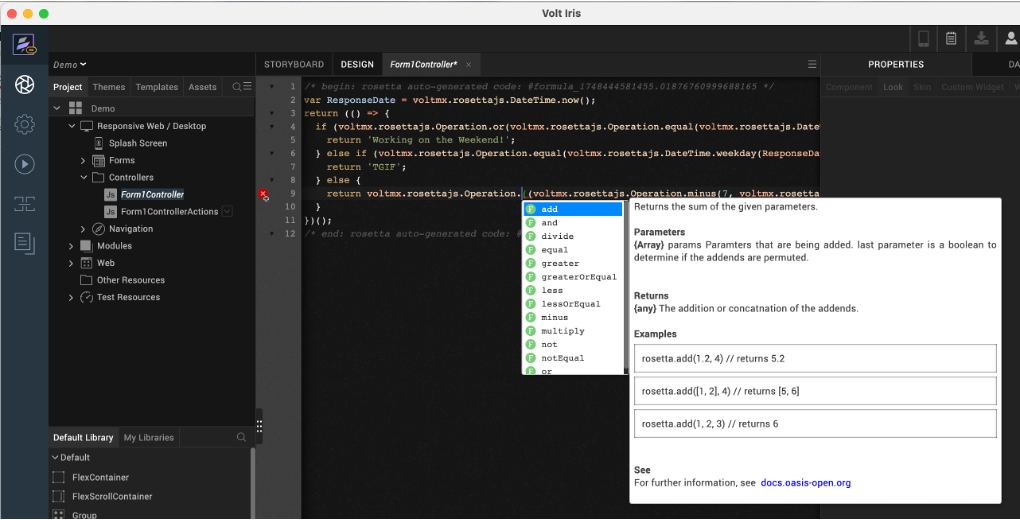 Volt Iris
Demo
STORYBOARD DESIGN Form1Controller* ×
PROPERTIES DA
Project Themes Templates Assets
Component Look Skin Custom Widget
Demo
Responsive Web / Desktop
Splash Screen
Forms
Controllers
Js Form1Controller
Js Form1ControllerActions
Navigation
Modules
Web
Other Resources
Test Resources
1 /* begin: rosetta auto-generated code: #formula_1748444581455.01876760999688165 */
2 var ResponseDate = voltmx.rosettajs.DateTime.now();
3 return (() => {
4 if (voltmx.rosettajs.Operation.or(voltmx.rosettajs.Operation.equal(voltmx.rosettajs.Date
5 return 'Working on the Weekend!';
6 } else if (voltmx.rosettajs.Operation.equal(voltmx.rosettajs.DateTime.weekday(ResponseDa
7 return 'TGIF';
8 } else {
9 return voltmx.rosettajs.Operation.(voltmx.rosettajs.Operation.minus(7, voltmx.rosetta
10 }
11 })();
12 /* end: rosetta auto-generated code: #
F add
F and
F divide
F equal
F greater
F greaterOrEqual
F less
F lessOrEqual
F minus
F multiply
F not
F notEqual
F or
Returns the sum of the given parameters.
Parameters
{Array} params Paramters that are being added. last parameter is a boolean to
determine if the addends are permuted.
Returns
{any} The addition or concatnation of the addends.
Examples
rosetta.add(1.2, 4) // returns 5.2
rosetta.add([1, 2], 4) // returns [5, 6]
rosetta.add(1, 2, 3) // returns 6
See
For further information, see docs.oasis-open.org
Default Library My Libraries
Default
FlexContainer
FlexScrollContainer
Group